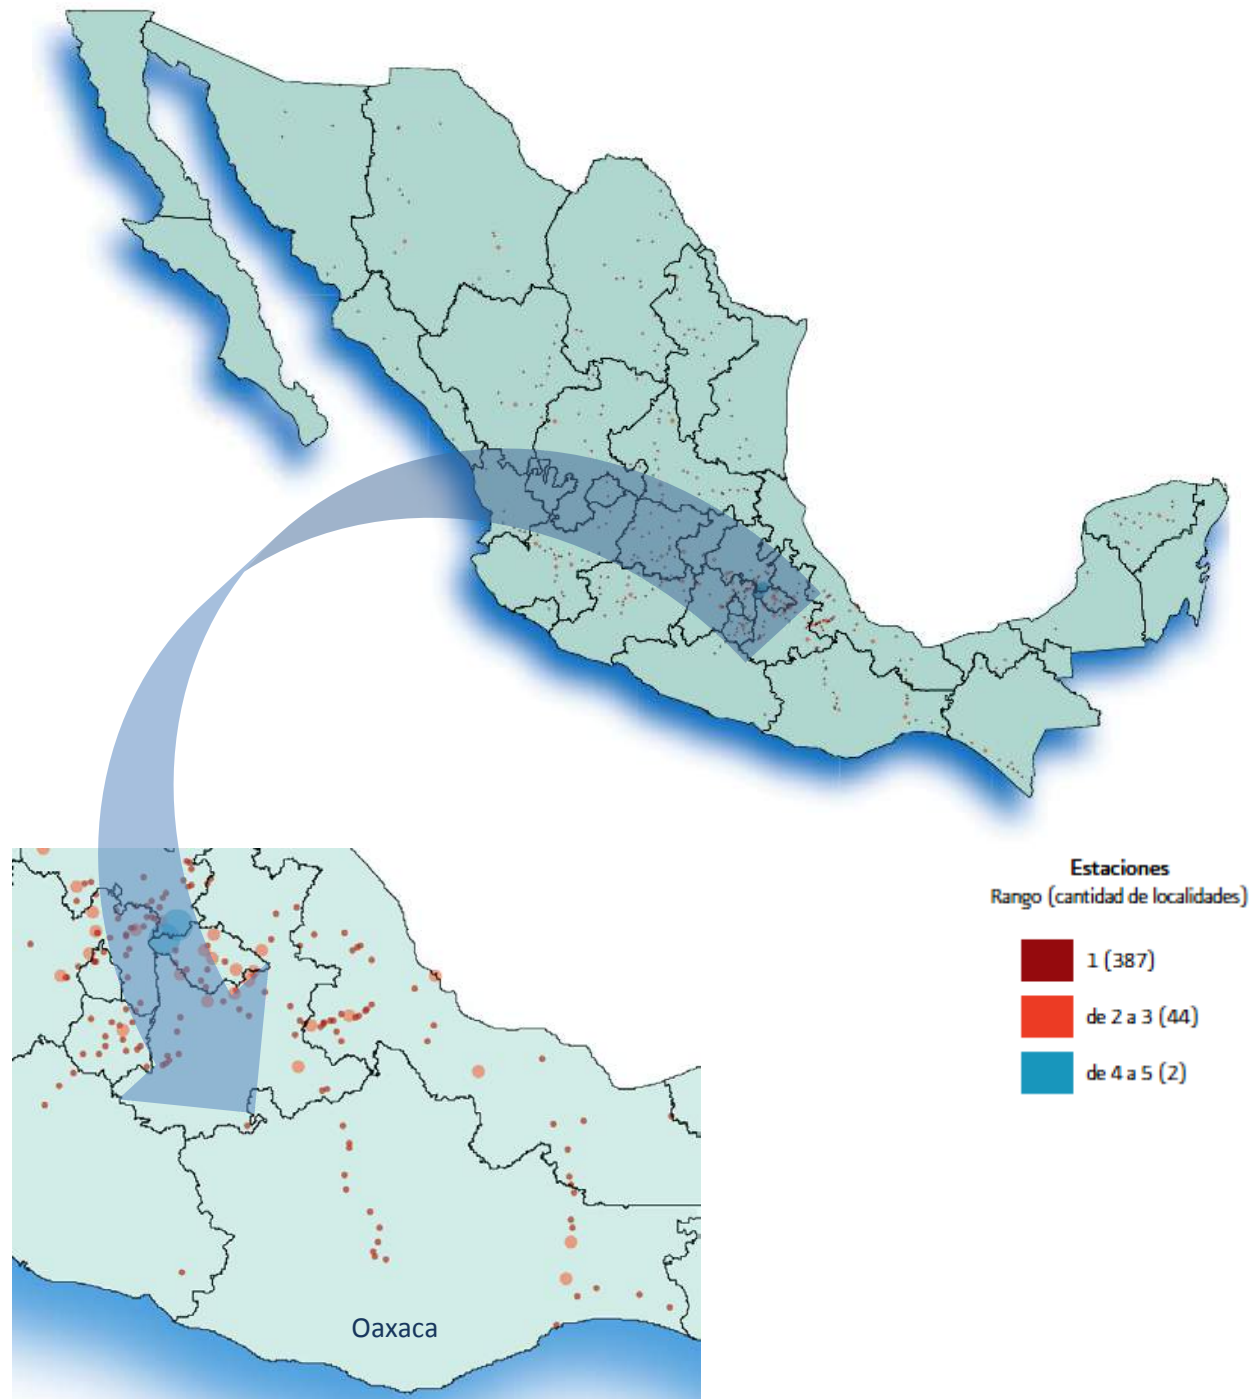 Estaciones
Rango (cantidad de localidades)
1 (387)
de 2 a 3 (44)
de 4 a 5 (2)
Oaxaca